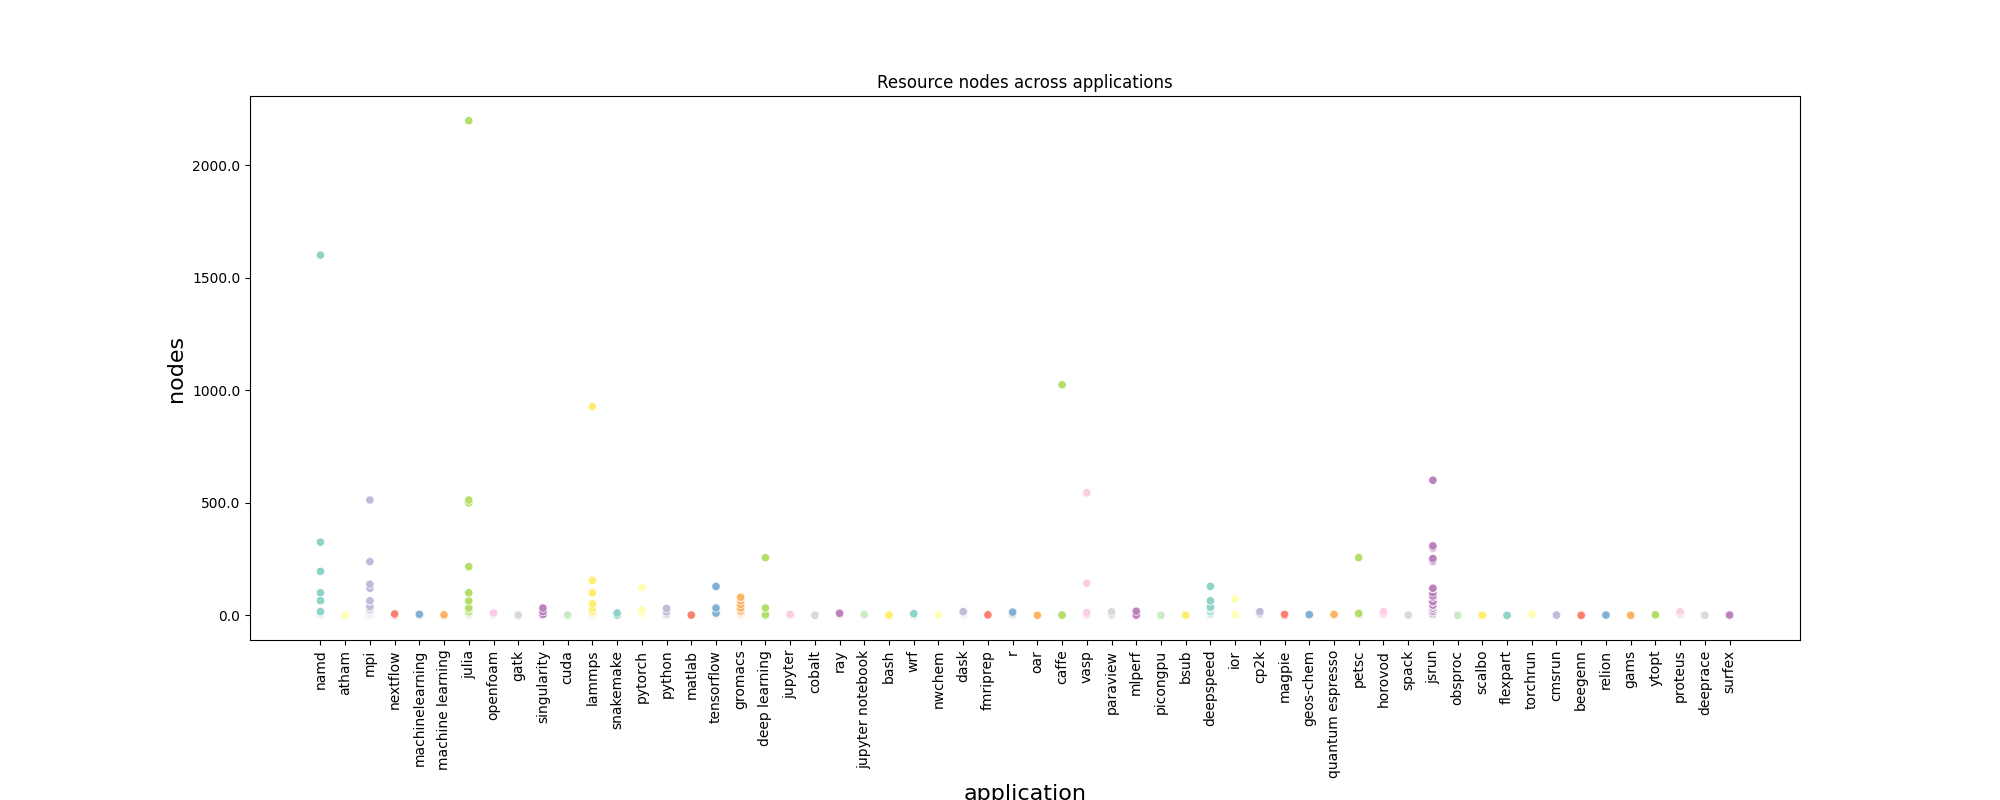 Resource nodes across applications
nodes
2000.0
1500.0
1000.0
500.0
0.0
namd
atham
mpi
nextflow
machinelearning
machine learning
julia
openfoam
gatk
singularity
cuda
lammps
snakemake
pytorch
python
matlab
tensorflow
gromacs
deep learning
jupyter
cobalt
ray
jupyter notebook
bash
wrf
nwchem
dask
fmriprep
r
oar
caffe
vasp
paraview
mlperf
picongpu
bsub
deepspeed
ior
cp2k
magpie
geos-chem
quantum espresso
petsc
horovod
spack
jsrun
obsproc
scalbo
flexpart
torchrun
cmsrun
beegenn
relion
gams
ytopt
proteus
deeprace
surfex
application